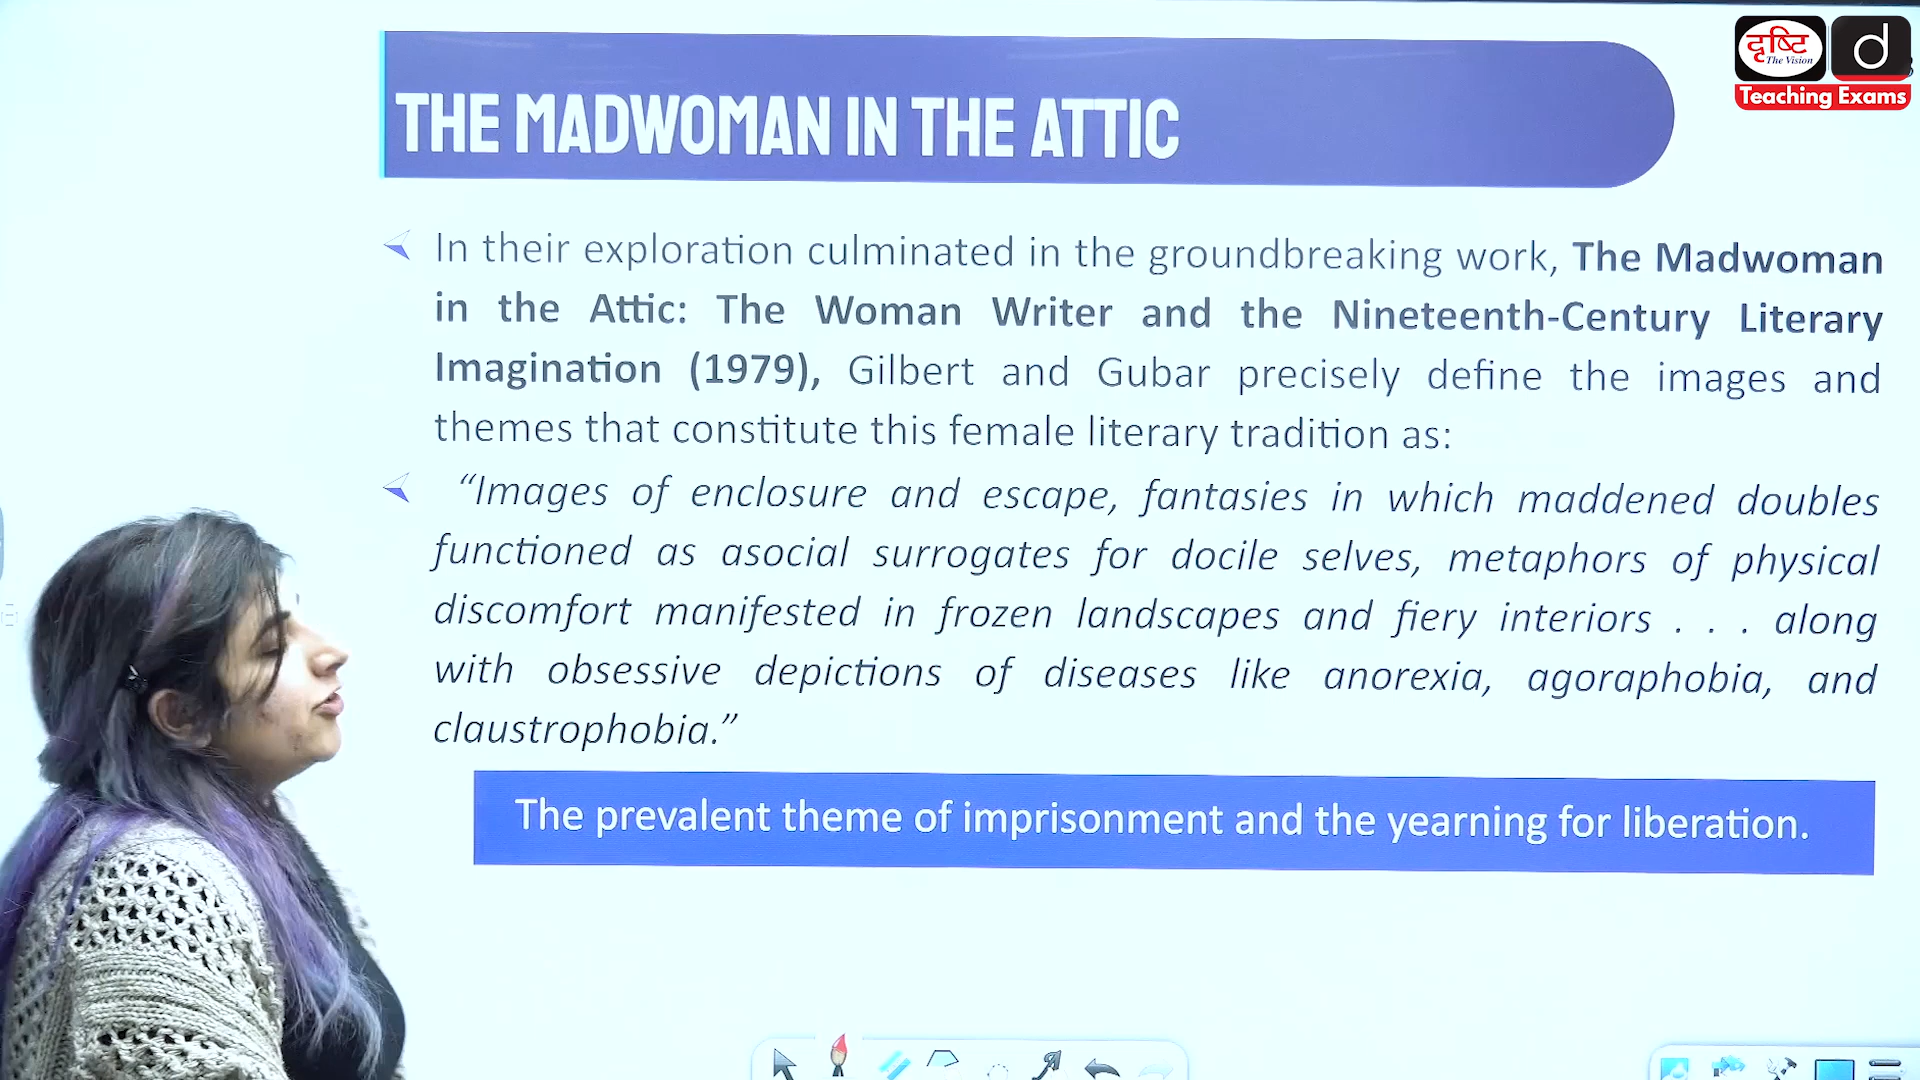 दृष्टि
The Vision
d
Teaching Exams
THE MADWOMAN IN THE ATTIC
In their exploration culminated in the groundbreaking work, The Madwoman
in the Attic: The Woman Writer and the Nineteenth-Century Literary
Imagination (1979), Gilbert and Gubar precisely define the images and
themes that constitute this female literary tradition as:
“Images of enclosure and escape, fantasies in which maddened doubles
functioned as asocial surrogates for docile selves, metaphors of physical
discomfort manifested in frozen landscapes and fiery interiors . . . along
with obsessive depictions of diseases like anorexia, agoraphobia, and
claustrophobia.”
The prevalent theme of imprisonment and the yearning for liberation.